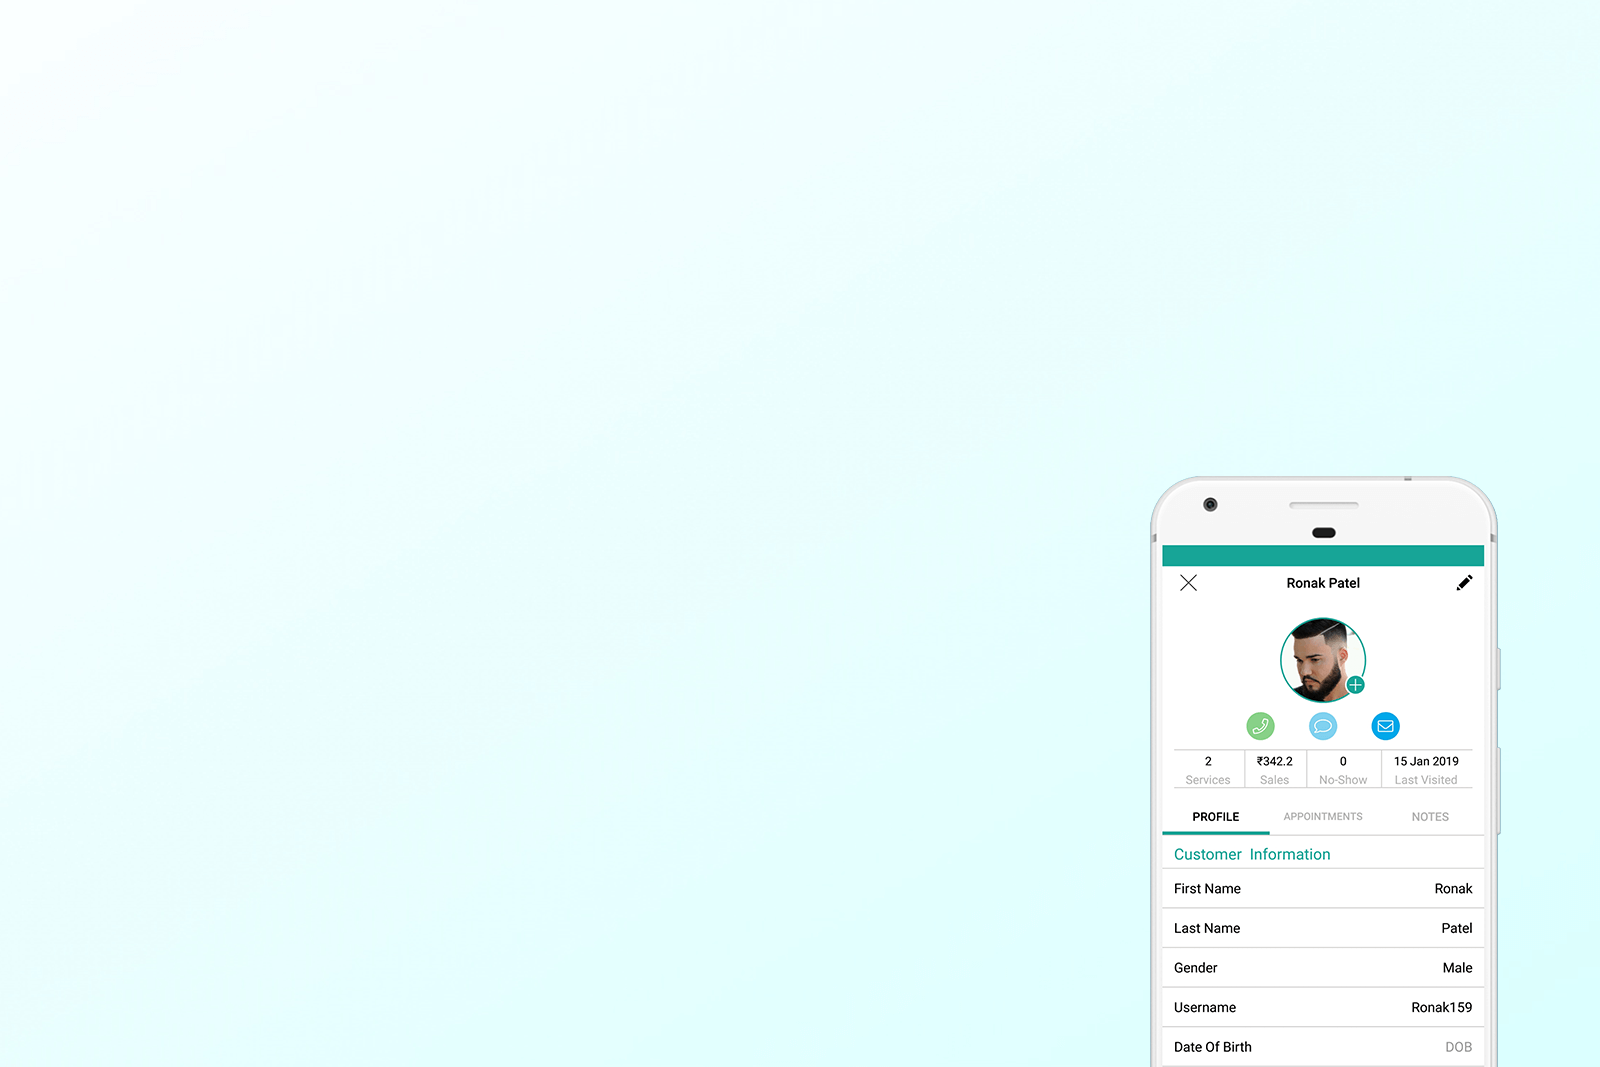 Ronak Patel
2 ₹342.2 0 15 Jan 2019
Services Sales No-Show Last Visited
PROFILE APPOINTMENTS NOTES
Customer Information
First Name Ronak
Last Name Patel
Gender Male
Username Ronak159
Date Of Birth DOB